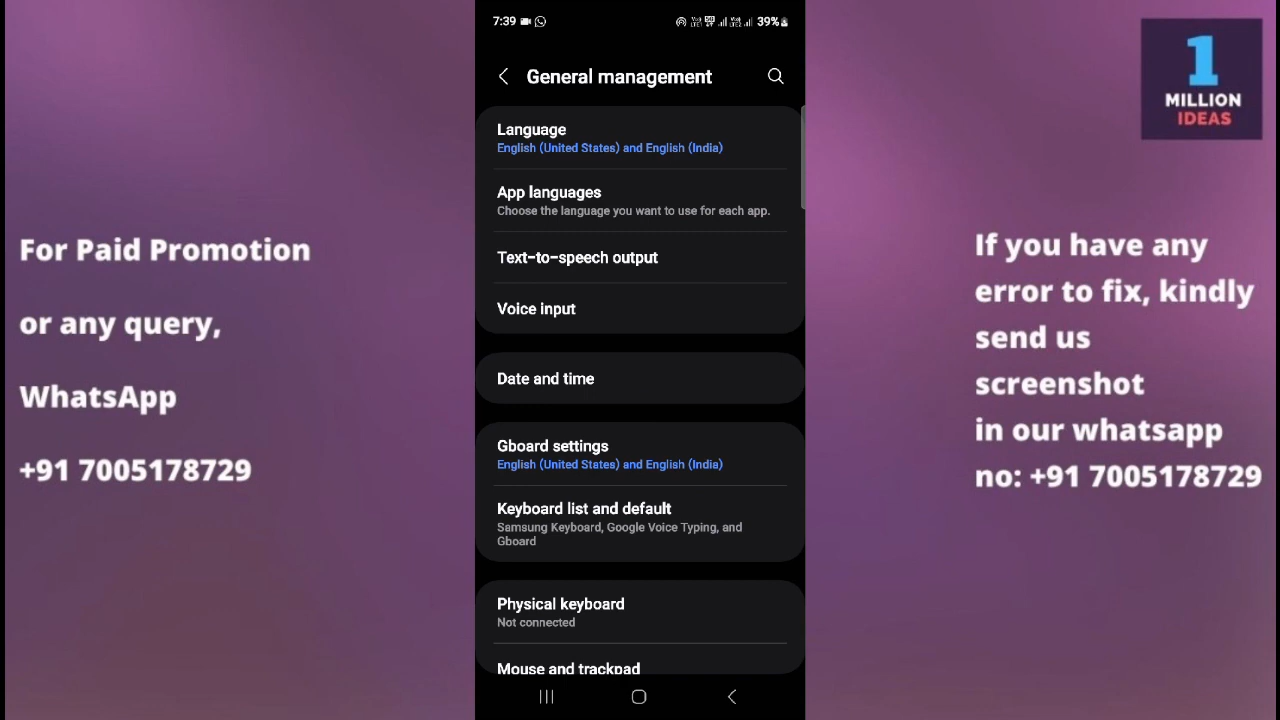 7:39
39%
General management
Language
English (United States) and English (India)
App languages
Choose the language you want to use for each app.
Text-to-speech output
Voice input
Date and time
Gboard settings
English (United States) and English (India)
Keyboard list and default
Samsung Keyboard, Google Voice Typing, and
Gboard
Physical keyboard
Not connected
Mouse and trackpad
For Paid Promotion
or any query,
WhatsApp
+91 7005178729
1
MILLION
IDEAS
If you have any
error to fix, kindly
send us
screenshot
in our whatsapp
no: +91 7005178729